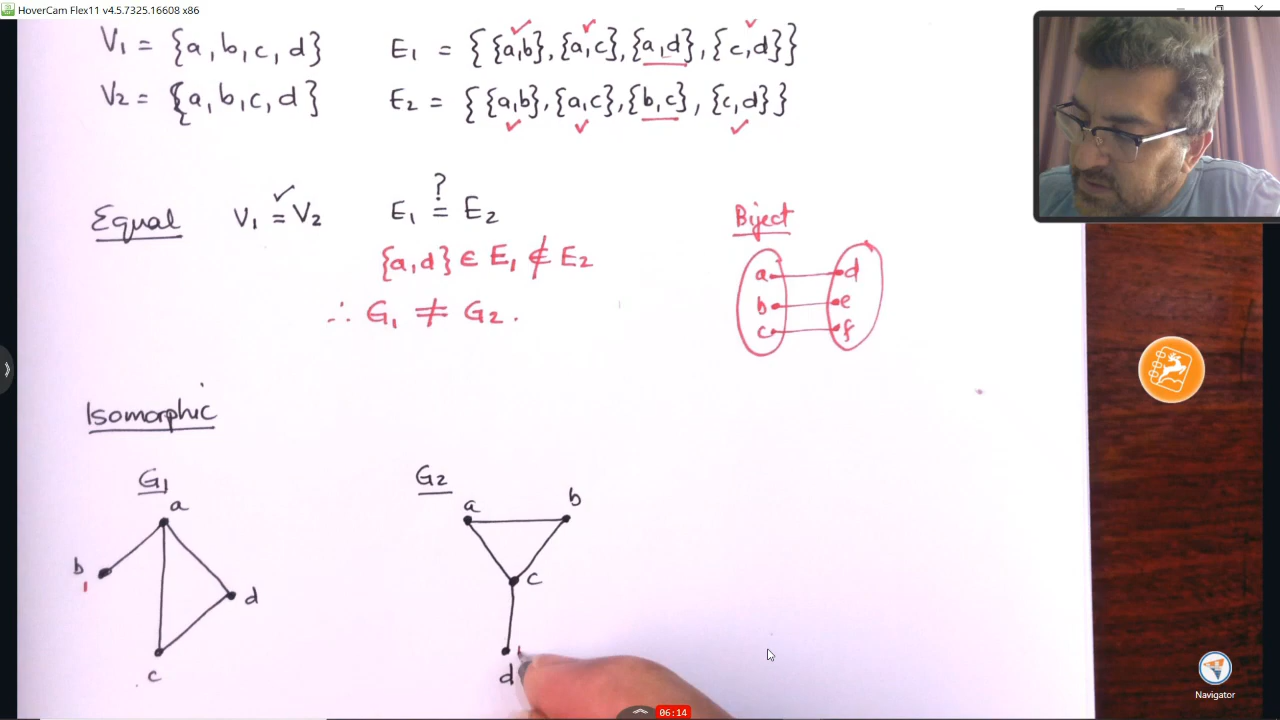 HoverCam Flex11 v4.5.7325.16608 x86
V1 = {a, b, c, d} E1 = {{a,b}, {a,c}, {a,d}, {c,d}}
V2 = {a, b, c, d} E2 = {{a,b}, {a,c}, {b,c}, {c,d}}
Equal V1 = V2 E1 ?= E2
{a,d} ∈ E1 ∉ E2
∴ G1 ≠ G2.
Biject
a d
b e
c f
Isomorphic
G1
a
b
1
d
c
G2
a b
c
d
06:14
Navigator